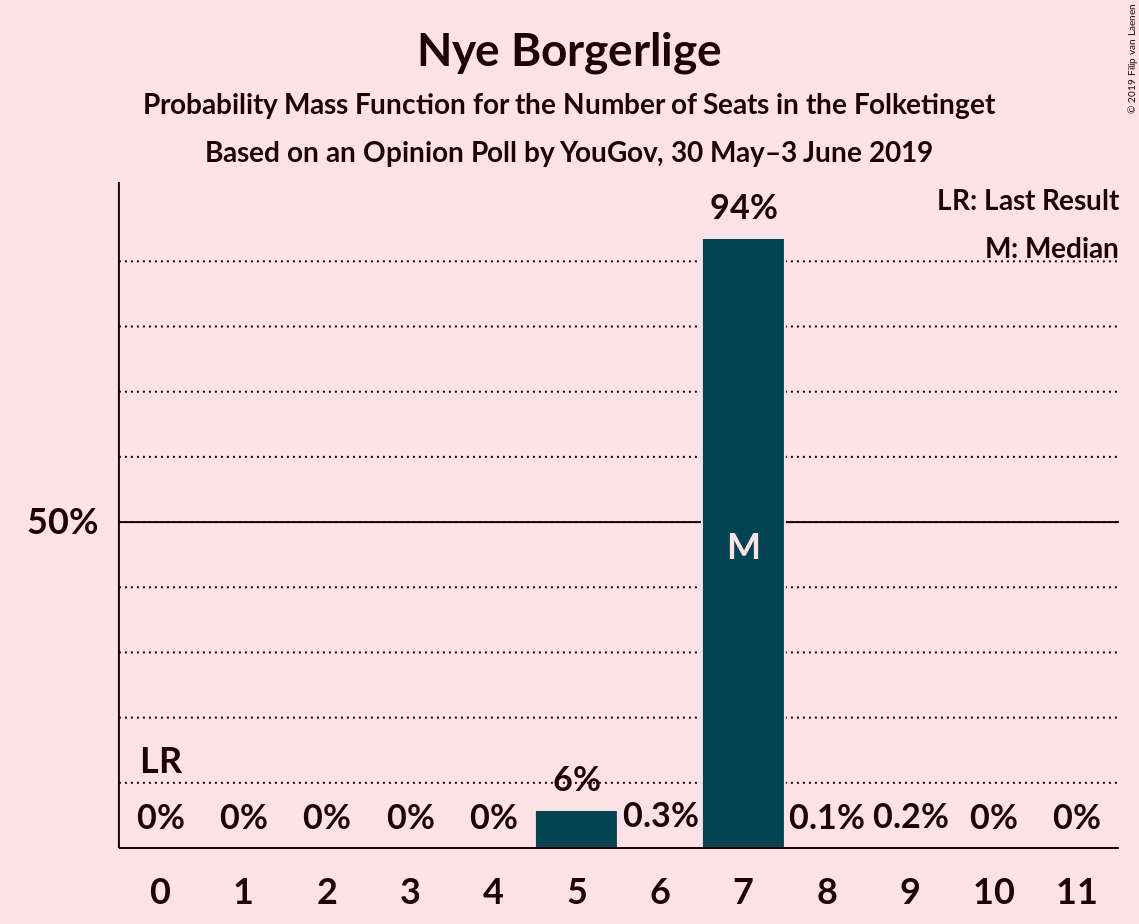 Nye Borgerlige
Probability Mass Function for the Number of Seats in the Folketinget
Based on an Opinion Poll by YouGov, 30 May–3 June 2019
© 2019 Filip van Laenen
LR: Last Result
M: Median
94%
50%
M
LR
0% 0% 0% 0% 0% 6% 0.3% 0.1% 0.2% 0% 0%
0 1 2 3 4 5 6 7 8 9 10 11